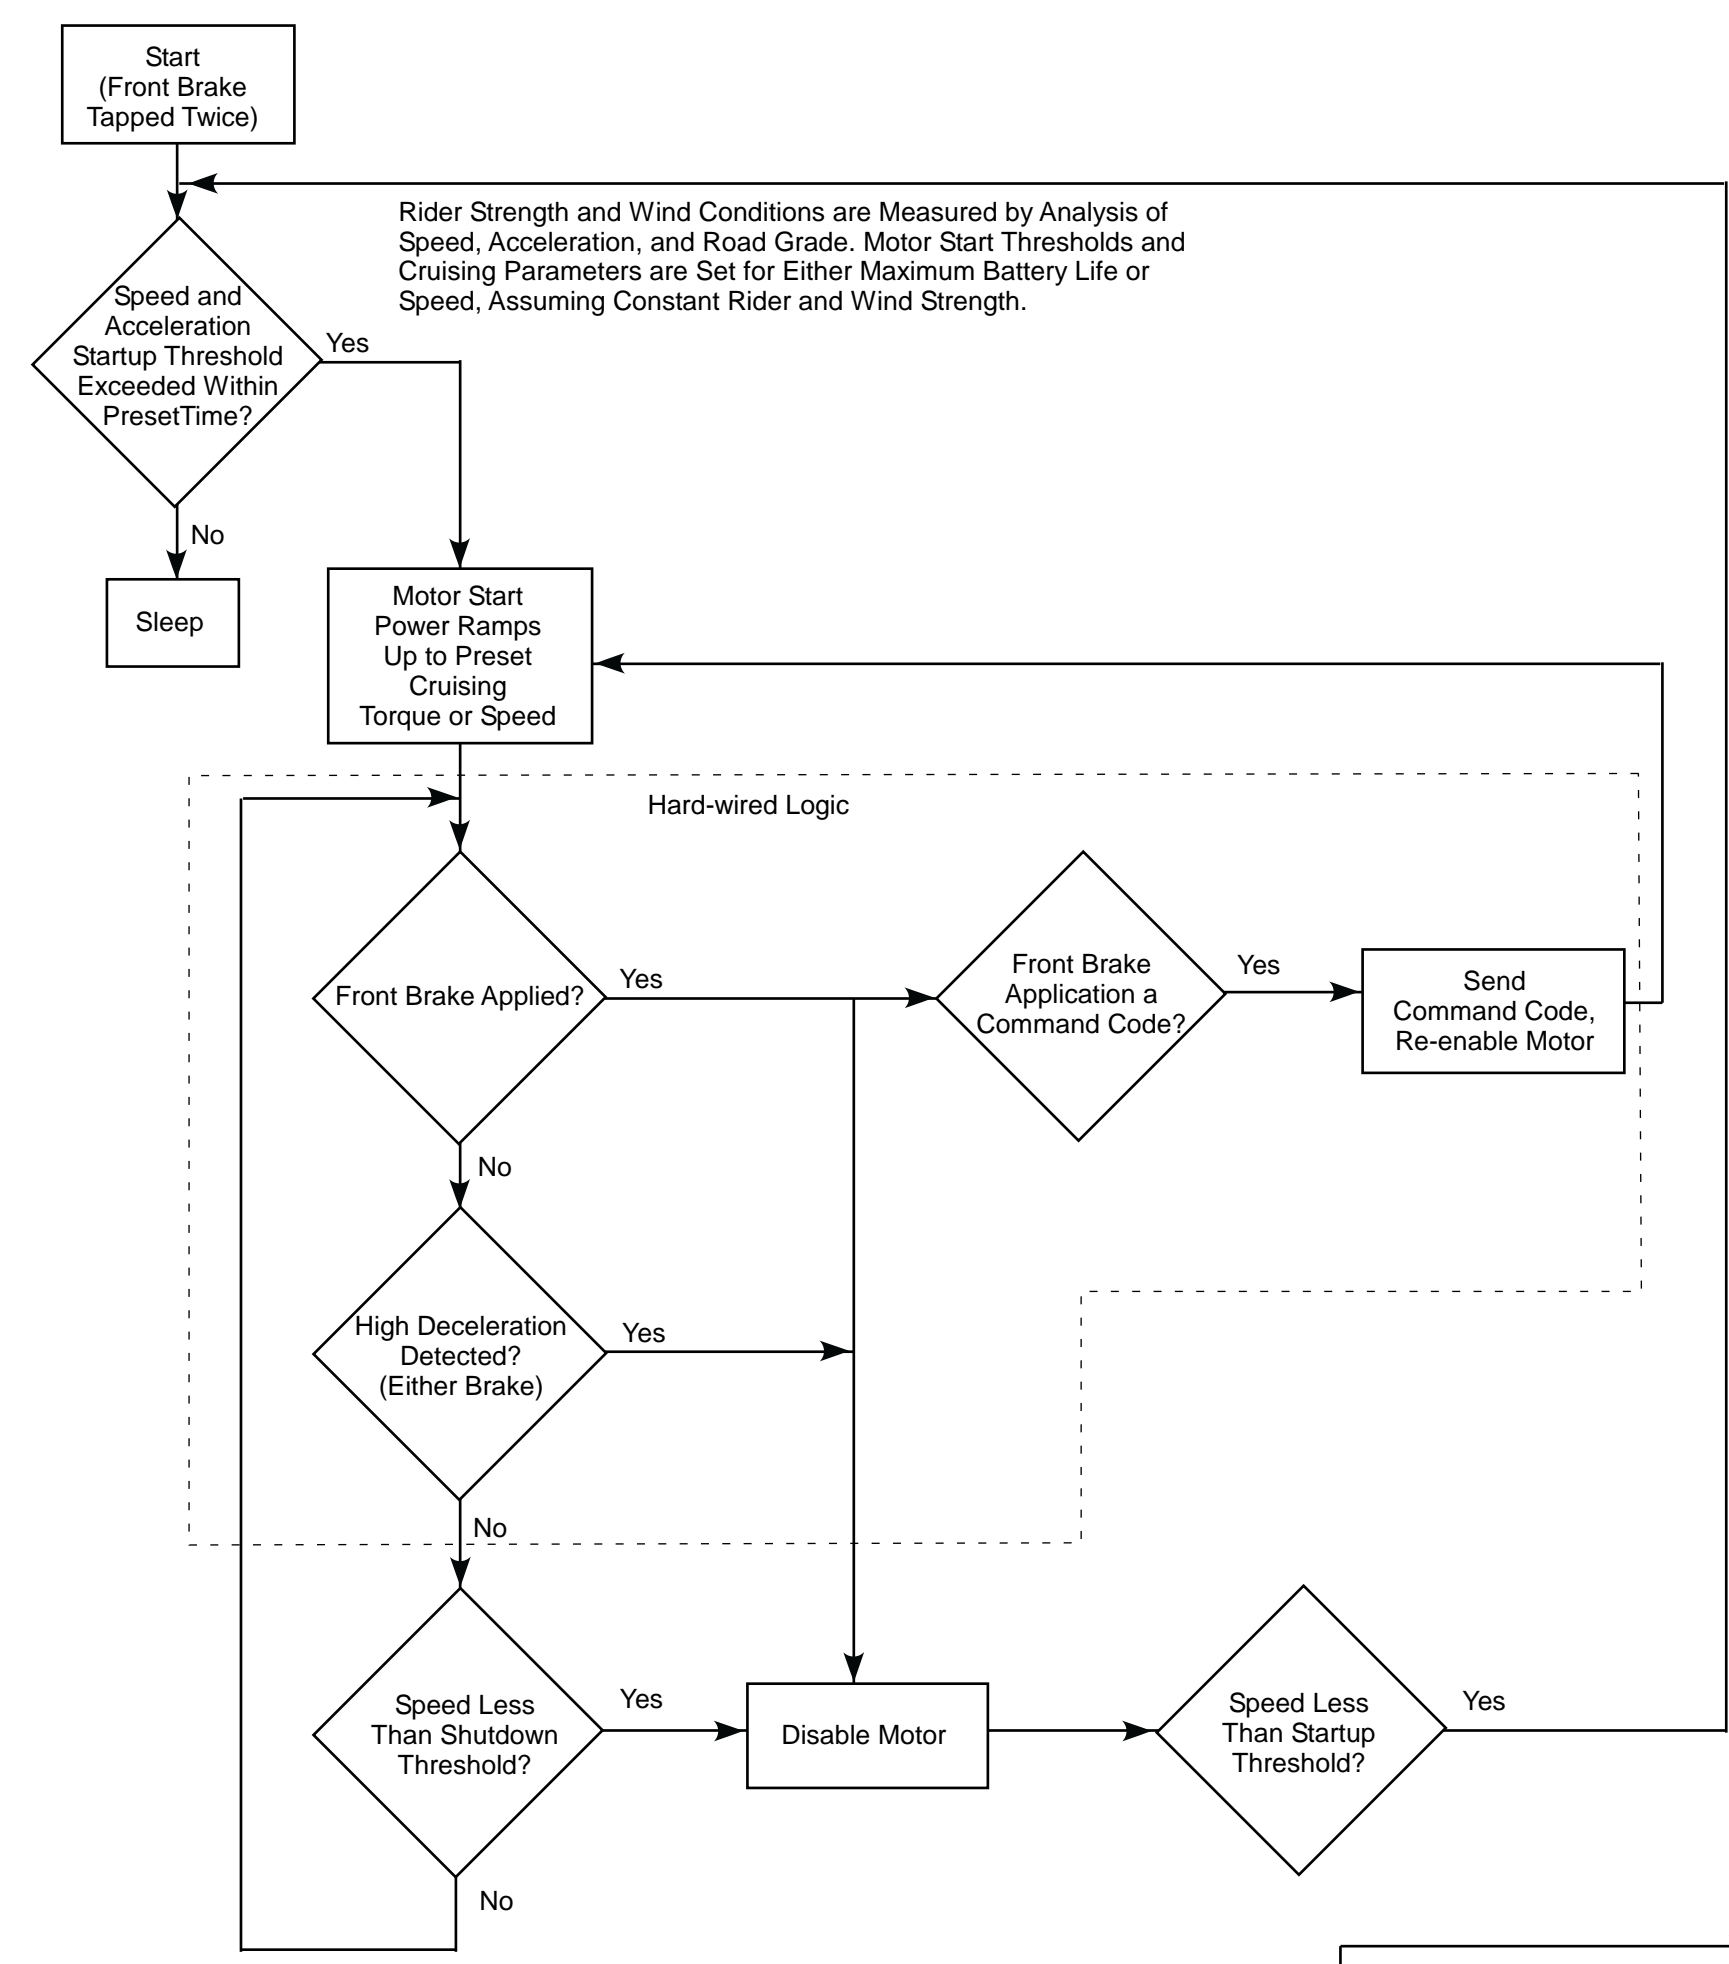 Start
(Front Brake
Tapped Twice)
Rider Strength and Wind Conditions are Measured by Analysis of
Speed, Acceleration, and Road Grade. Motor Start Thresholds and
Cruising Parameters are Set for Either Maximum Battery Life or
Speed, Assuming Constant Rider and Wind Strength.
Speed and
Acceleration
Startup Threshold
Exceeded Within
PresetTime?
Yes
No
Sleep
Motor Start
Power Ramps
Up to Preset
Cruising
Torque or Speed
Hard-wired Logic
Front Brake Applied?
Yes
Front Brake
Application a
Command Code?
Yes
Send
Command Code,
Re-enable Motor
No
High Deceleration
Detected?
(Either Brake)
Yes
No
Speed Less
Than Shutdown
Threshold?
Yes
Disable Motor
Speed Less
Than Startup
Threshold?
Yes
No